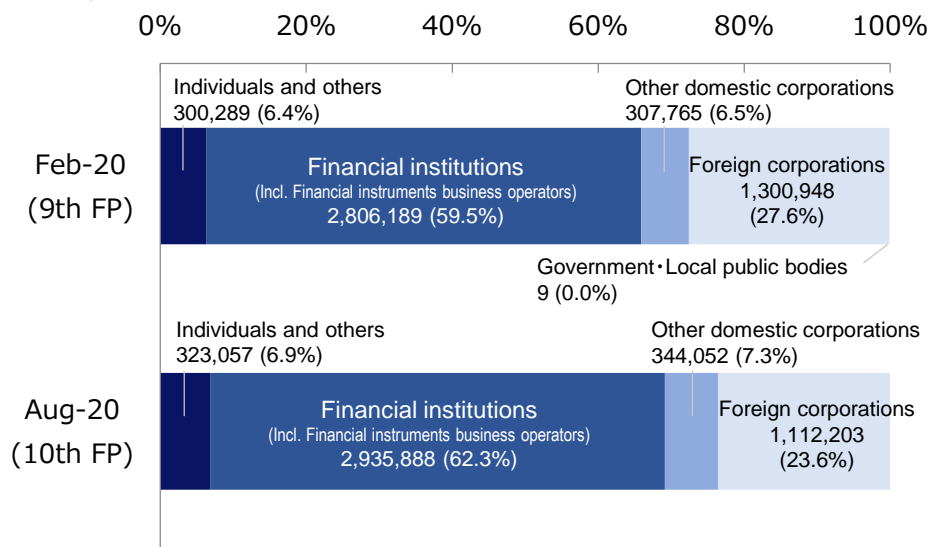 0% 20% 40% 60% 80% 100%
Individuals and others
300,289 (6.4%)
Other domestic corporations
307,765 (6.5%)
Feb-20
(9th FP)
Financial institutions
(Incl. Financial instruments business operators)
2,806,189 (59.5%)
Foreign corporations
1,300,948
(27.6%)
Government・Local public bodies
9 (0.0%)
Individuals and others
323,057 (6.9%)
Other domestic corporations
344,052 (7.3%)
Aug-20
(10th FP)
Financial institutions
(Incl. Financial instruments business operators)
2,935,888 (62.3%)
Foreign corporations
1,112,203
(23.6%)